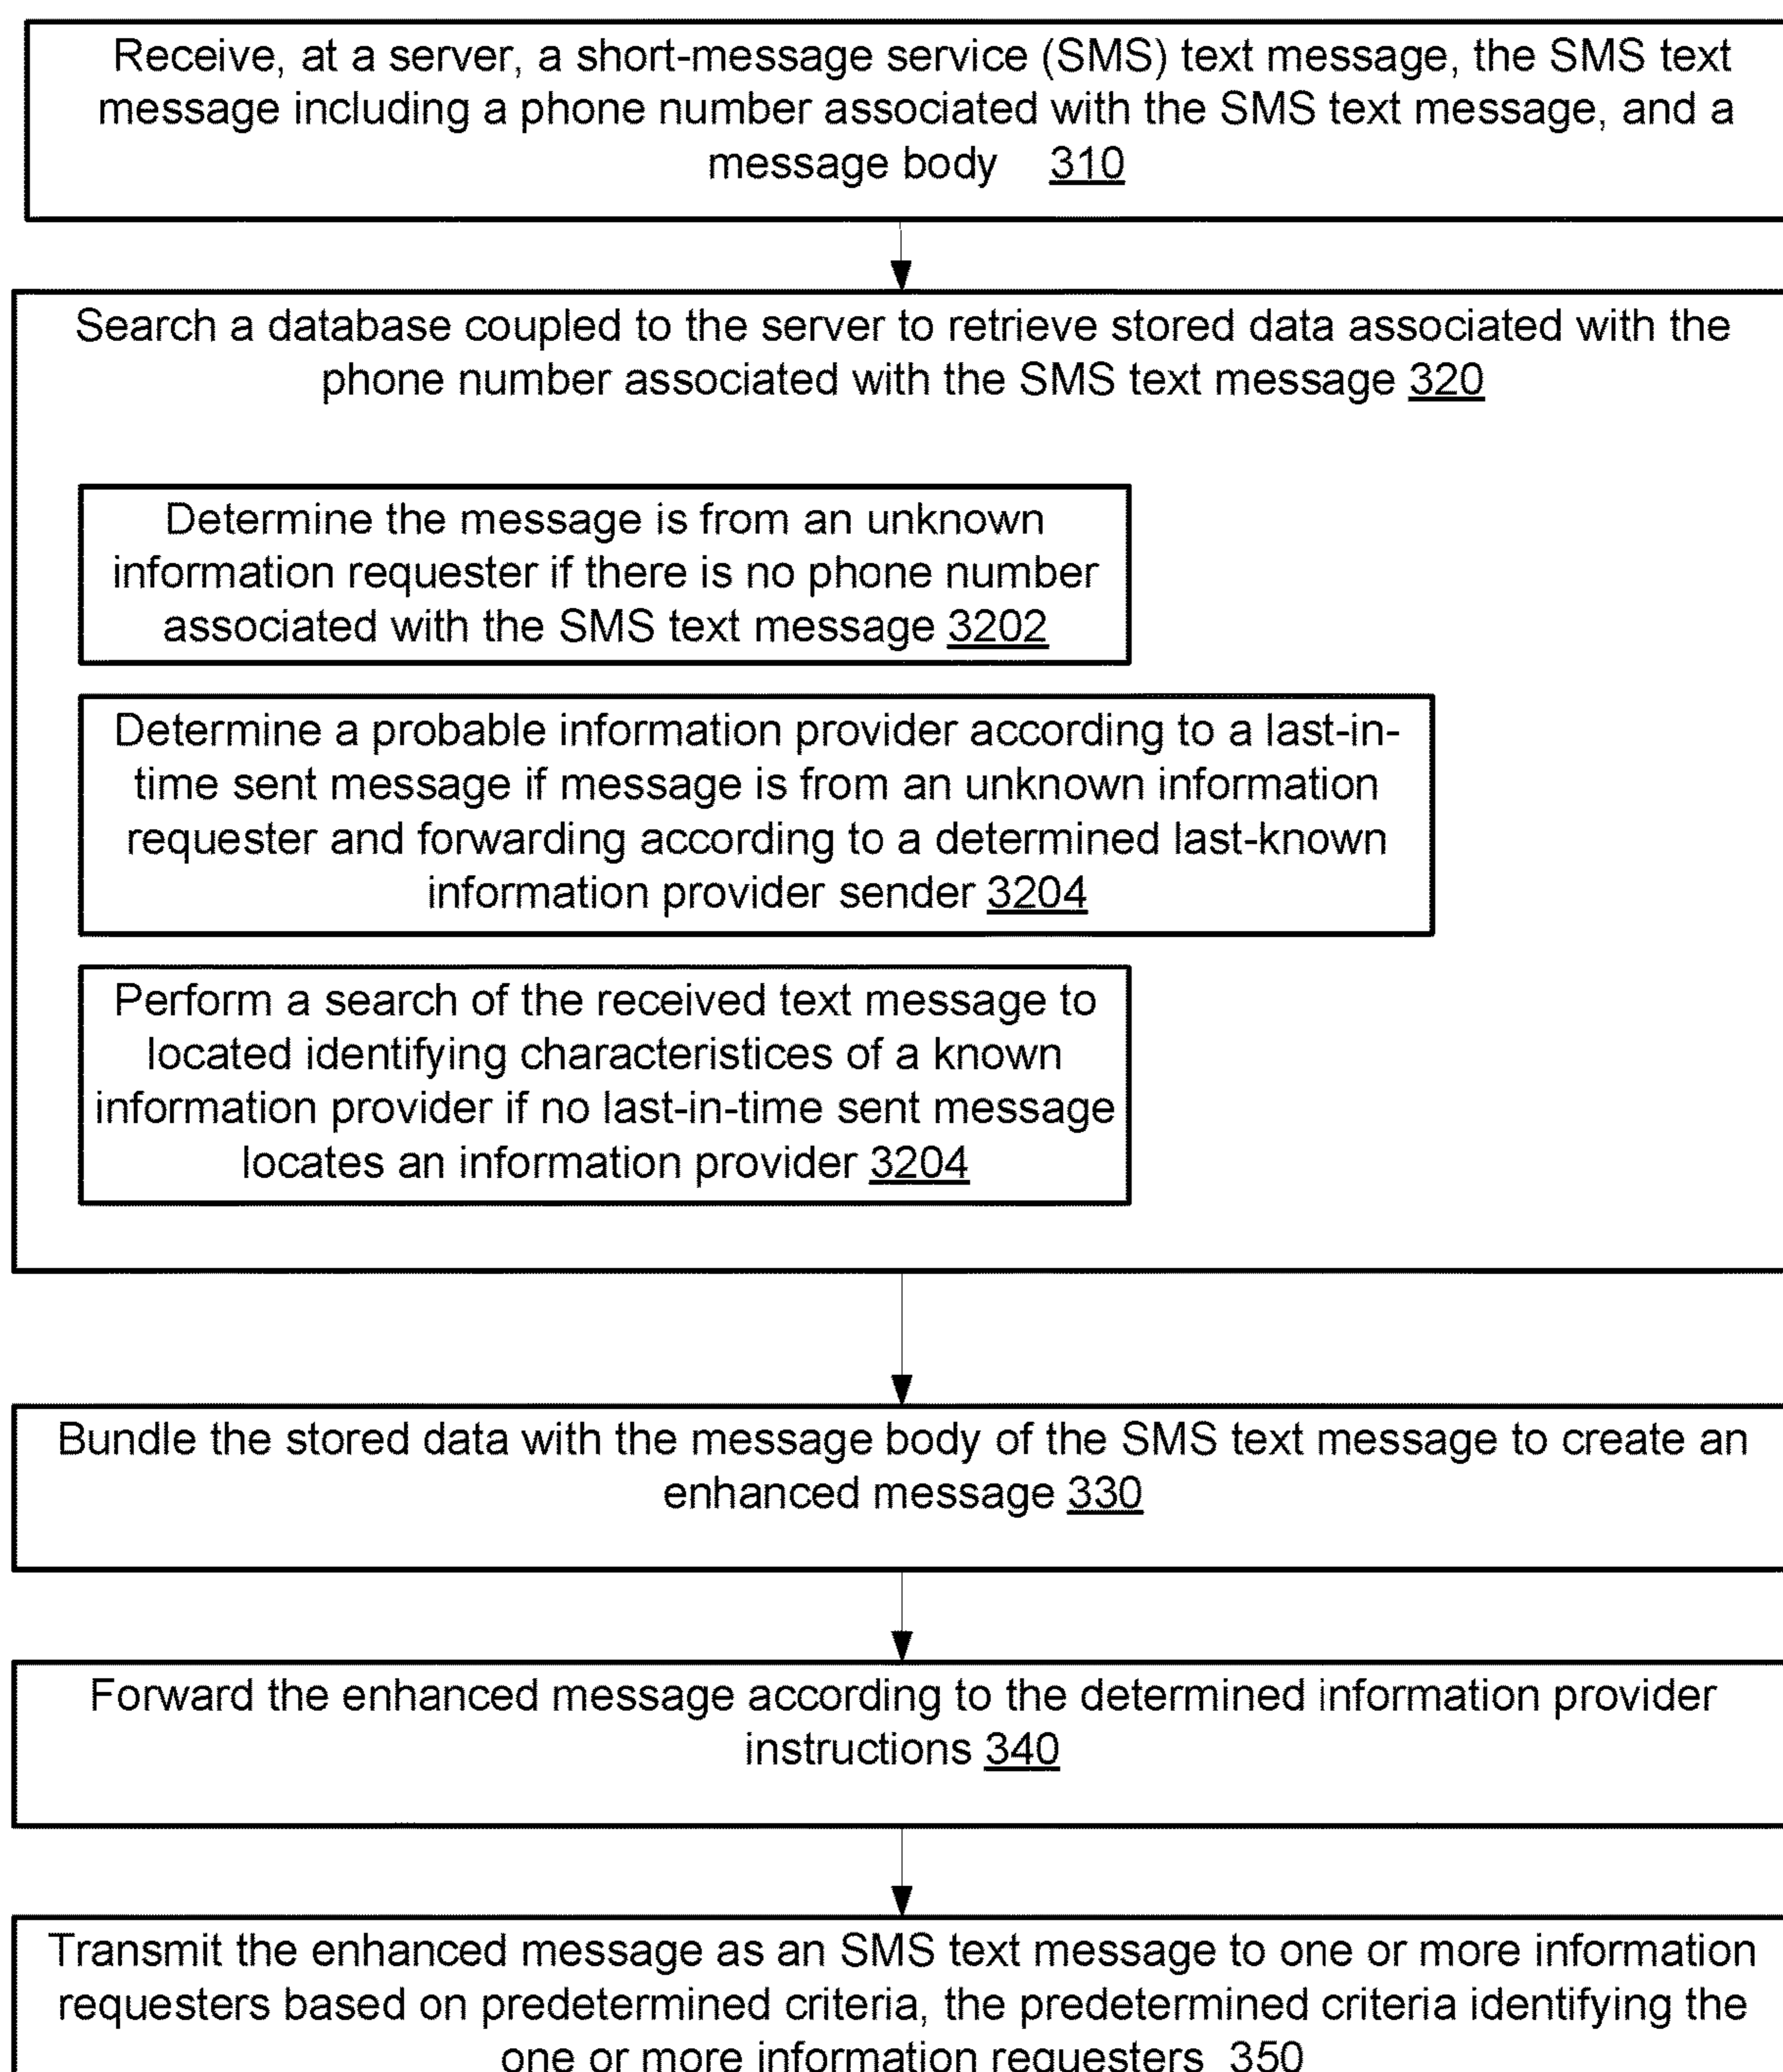 Receive, at a server, a short-message service (SMS) text message, the SMS text
message including a phone number associated with the SMS text message, and a
message body 310
Search a database coupled to the server to retrieve stored data associated with the
phone number associated with the SMS text message 320
Determine the message is from an unknown
information requester if there is no phone number
associated with the SMS text message 3202
Determine a probable information provider according to a last-in-
time sent message if message is from an unknown information
requester and forwarding according to a determined last-known
information provider sender 3204
Perform a search of the received text message to
located identifying characteristices of a known
information provider if no last-in-time sent message
locates an information provider 3204
Bundle the stored data with the message body of the SMS text message to create an
enhanced message 330
Forward the enhanced message according to the determined information provider
instructions 340
Transmit the enhanced message as an SMS text message to one or more information
requesters based on predetermined criteria, the predetermined criteria identifying the
one or more information requesters 350